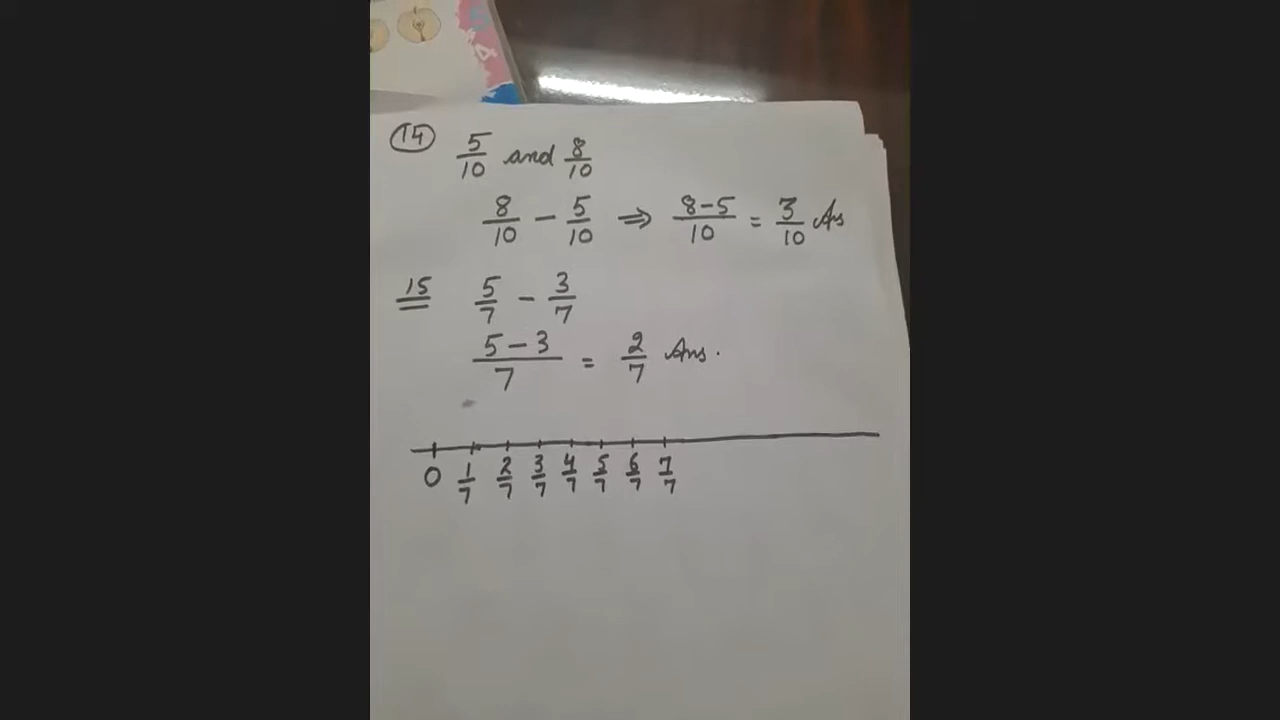 14 5/10 and 8/10
8/10 - 5/10 ⇒ 8-5/10 = 3/10 Ans
15 5/7 - 3/7
5-3/7 = 2/7 Ans.
0 1/7 2/7 3/7 4/7 5/7 6/7 7/7